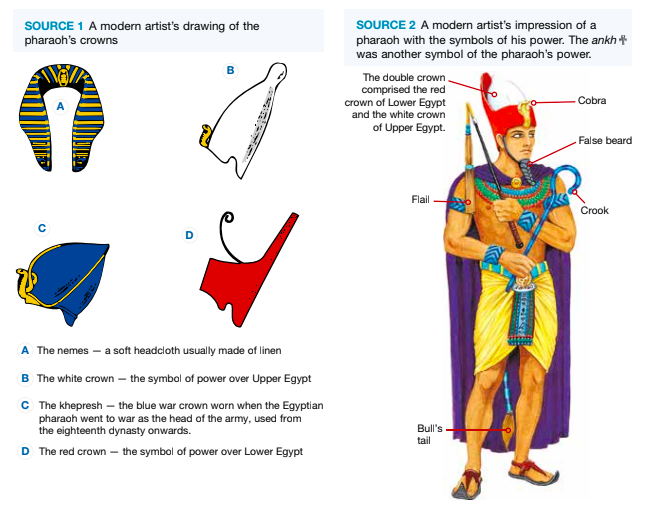 SOURCE 1 A modern artist's drawing of the
pharaoh's crowns
A
B
C
D
A The nemes — a soft headcloth usually made of linen
B The white crown — the symbol of power over Upper Egypt
C The khepresh — the blue war crown worn when the Egyptian
pharaoh went to war as the head of the army, used from
the eighteenth dynasty onwards.
D The red crown — the symbol of power over Lower Egypt
SOURCE 2 A modern artist's impression of a
pharaoh with the symbols of his power. The ankh
was another symbol of the pharaoh's power.
The double crown
comprised the red
crown of Lower Egypt
and the white crown
of Upper Egypt.
Cobra
False beard
Flail
Crook
Bull's
tail